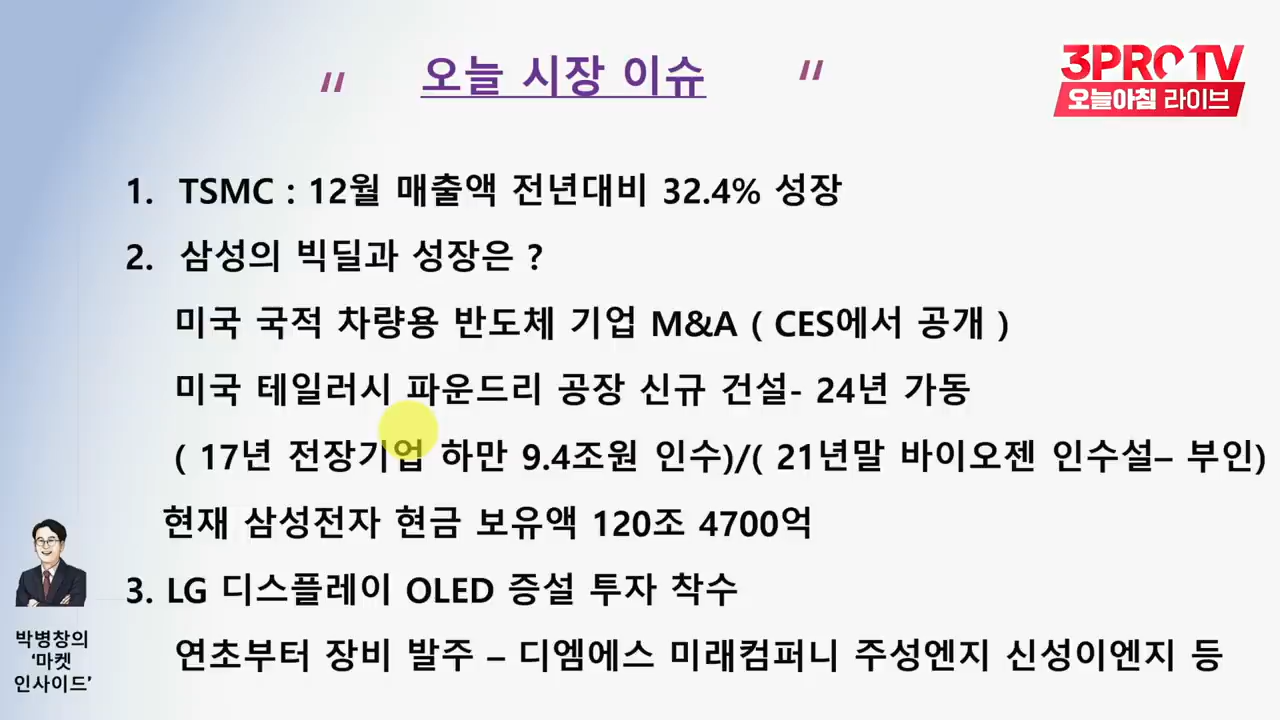 " 오늘 시장 이슈 "
3PROTV
오늘아침 라이브
1. TSMC : 12월 매출액 전년대비 32.4% 성장
2. 삼성의 빅딜과 성장은 ?
미국 국적 차량용 반도체 기업 M&A ( CES에서 공개 )
미국 테일러시 파운드리 공장 신규 건설- 24년 가동
( 17년 전장기업 하만 9.4조원 인수)/( 21년말 바이오젠 인수설– 부인)
현재 삼성전자 현금 보유액 120조 4700억
3. LG 디스플레이 OLED 증설 투자 착수
연초부터 장비 발주 – 디엠에스 미래컴퍼니 주성엔지 신성이엔지 등
박병창의
‘마켓
인사이드’